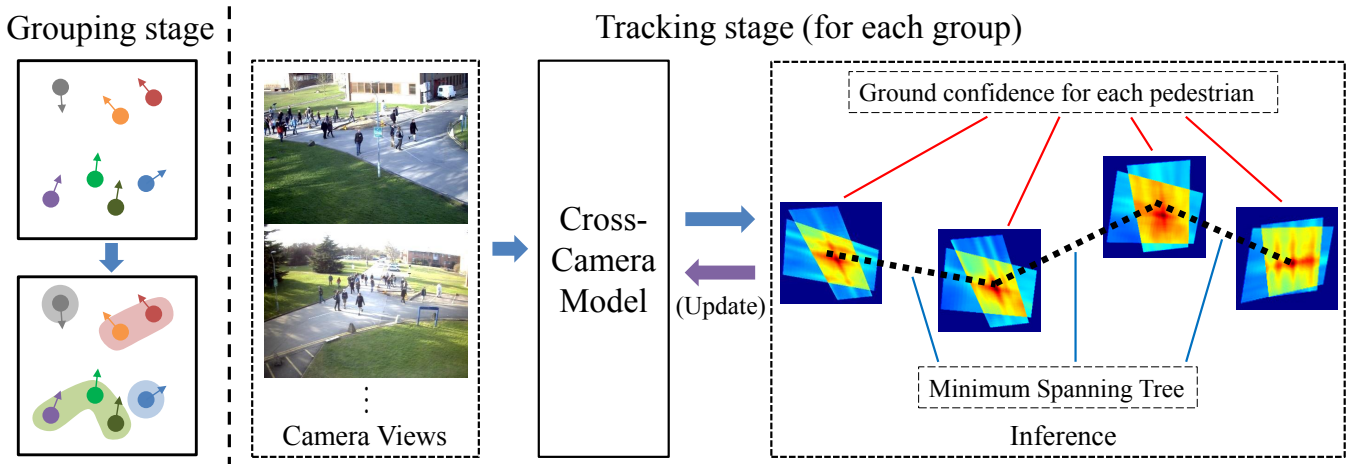 Grouping stage
Tracking stage (for each group)
Ground confidence for each pedestrian
Cross-
Camera
Model
(Update)
Minimum Spanning Tree
Camera Views
Inference